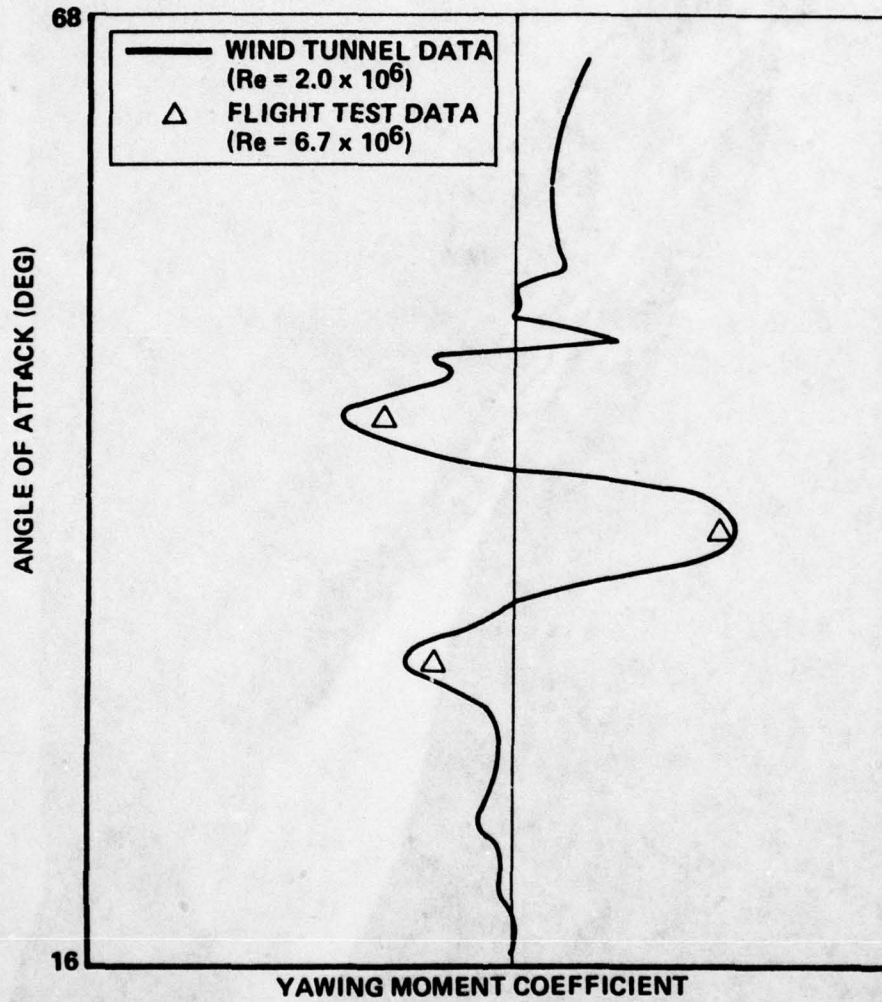 68
WIND TUNNEL DATA
(Re = 2.0 x 10⁶)
FLIGHT TEST DATA
(Re = 6.7 x 10⁶)
ANGLE OF ATTACK (DEG)
16
YAWING MOMENT COEFFICIENT